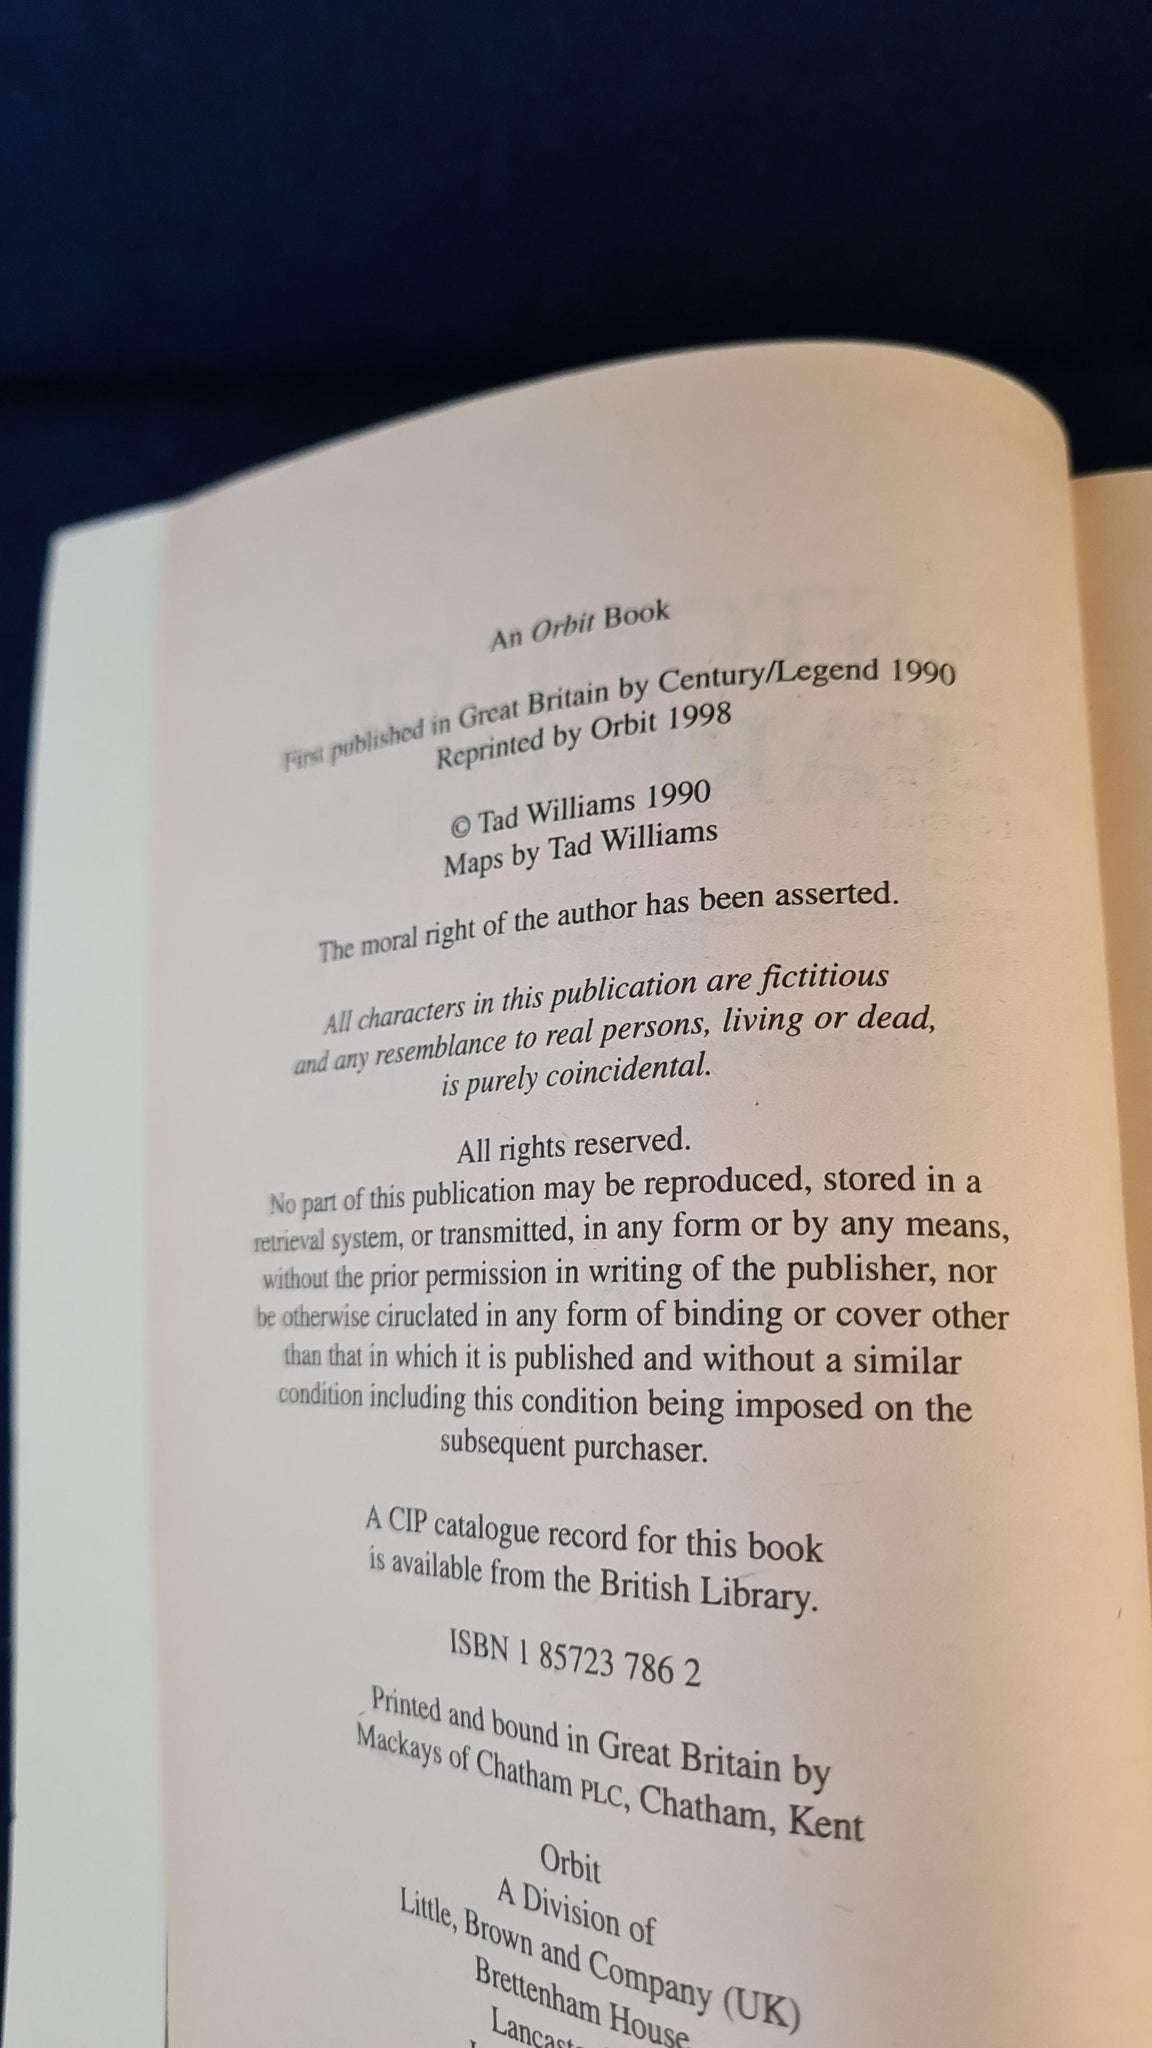 An Orbit Book
First published in Great Britain by Century/Legend 1990
Reprinted by Orbit 1998
© Tad Williams 1990
Maps by Tad Williams
The moral right of the author has been asserted.
All characters in this publication are fictitious
and any resemblance to real persons, living or dead,
is purely coincidental.
All rights reserved.
No part of this publication may be reproduced, stored in a
retrieval system, or transmitted, in any form or by any means,
without the prior permission in writing of the publisher, nor
be otherwise ciruclated in any form of binding or cover other
than that in which it is published and without a similar
condition including this condition being imposed on the
subsequent purchaser.
A CIP catalogue record for this book
is available from the British Library.
ISBN 1 85723 786 2
Printed and bound in Great Britain by
Mackays of Chatham PLC, Chatham, Kent
Orbit
A Division of
Little, Brown and Company (UK)
Brettenham House